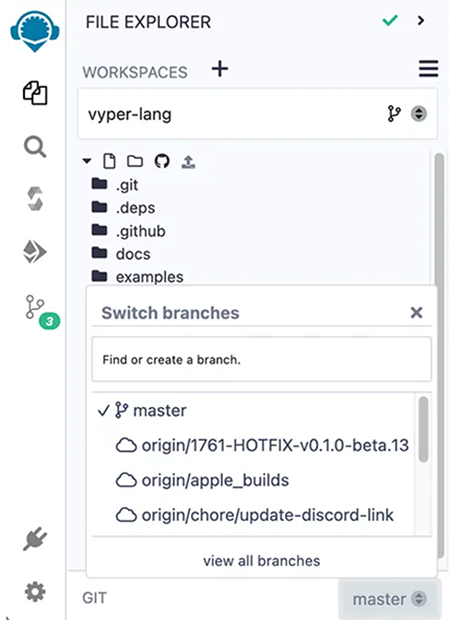 FILE EXPLORER
WORKSPACES
vyper-lang
.git
.deps
.github
docs
examples
3
Switch branches
Find or create a branch.
master
origin/1761-HOTFIX-v0.1.0-beta.13
origin/apple_builds
origin/chore/update-discord-link
view all branches
GIT master